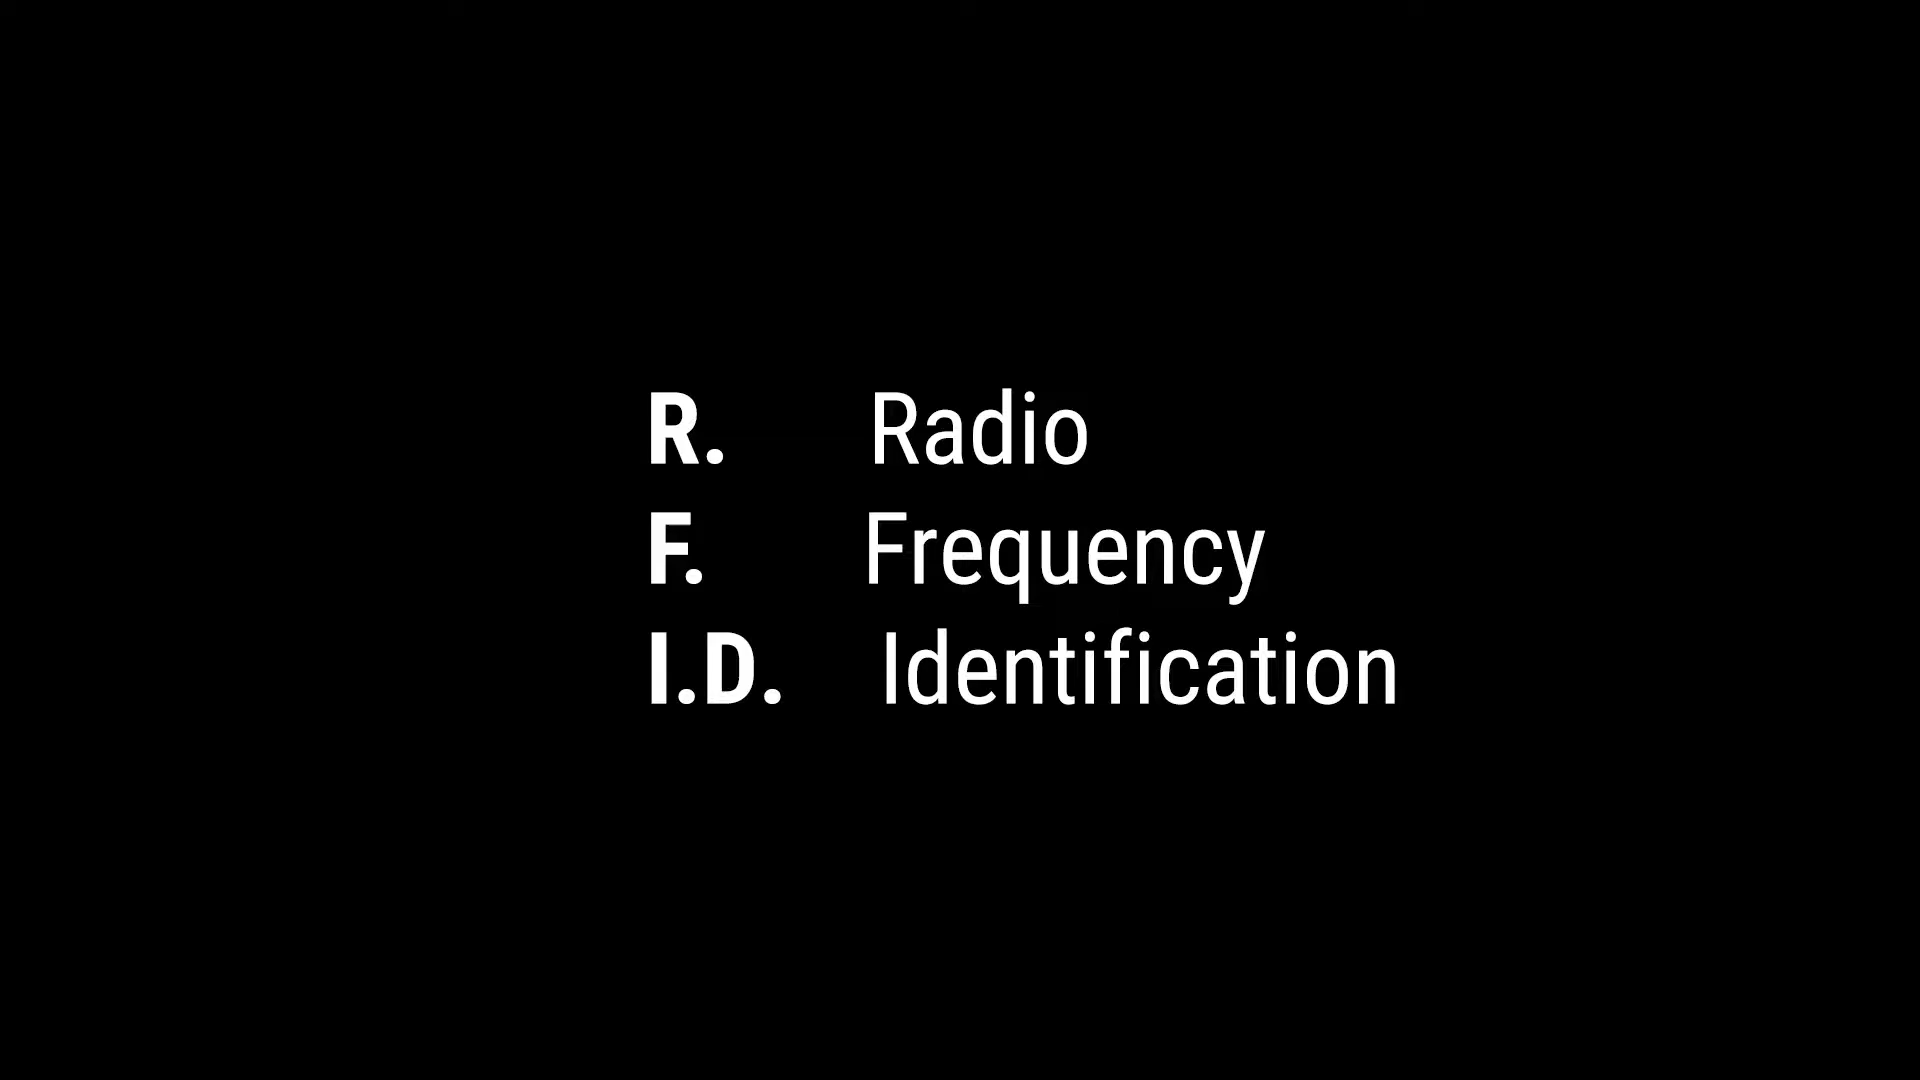 R. Radio
F. Frequency
I.D. Identification